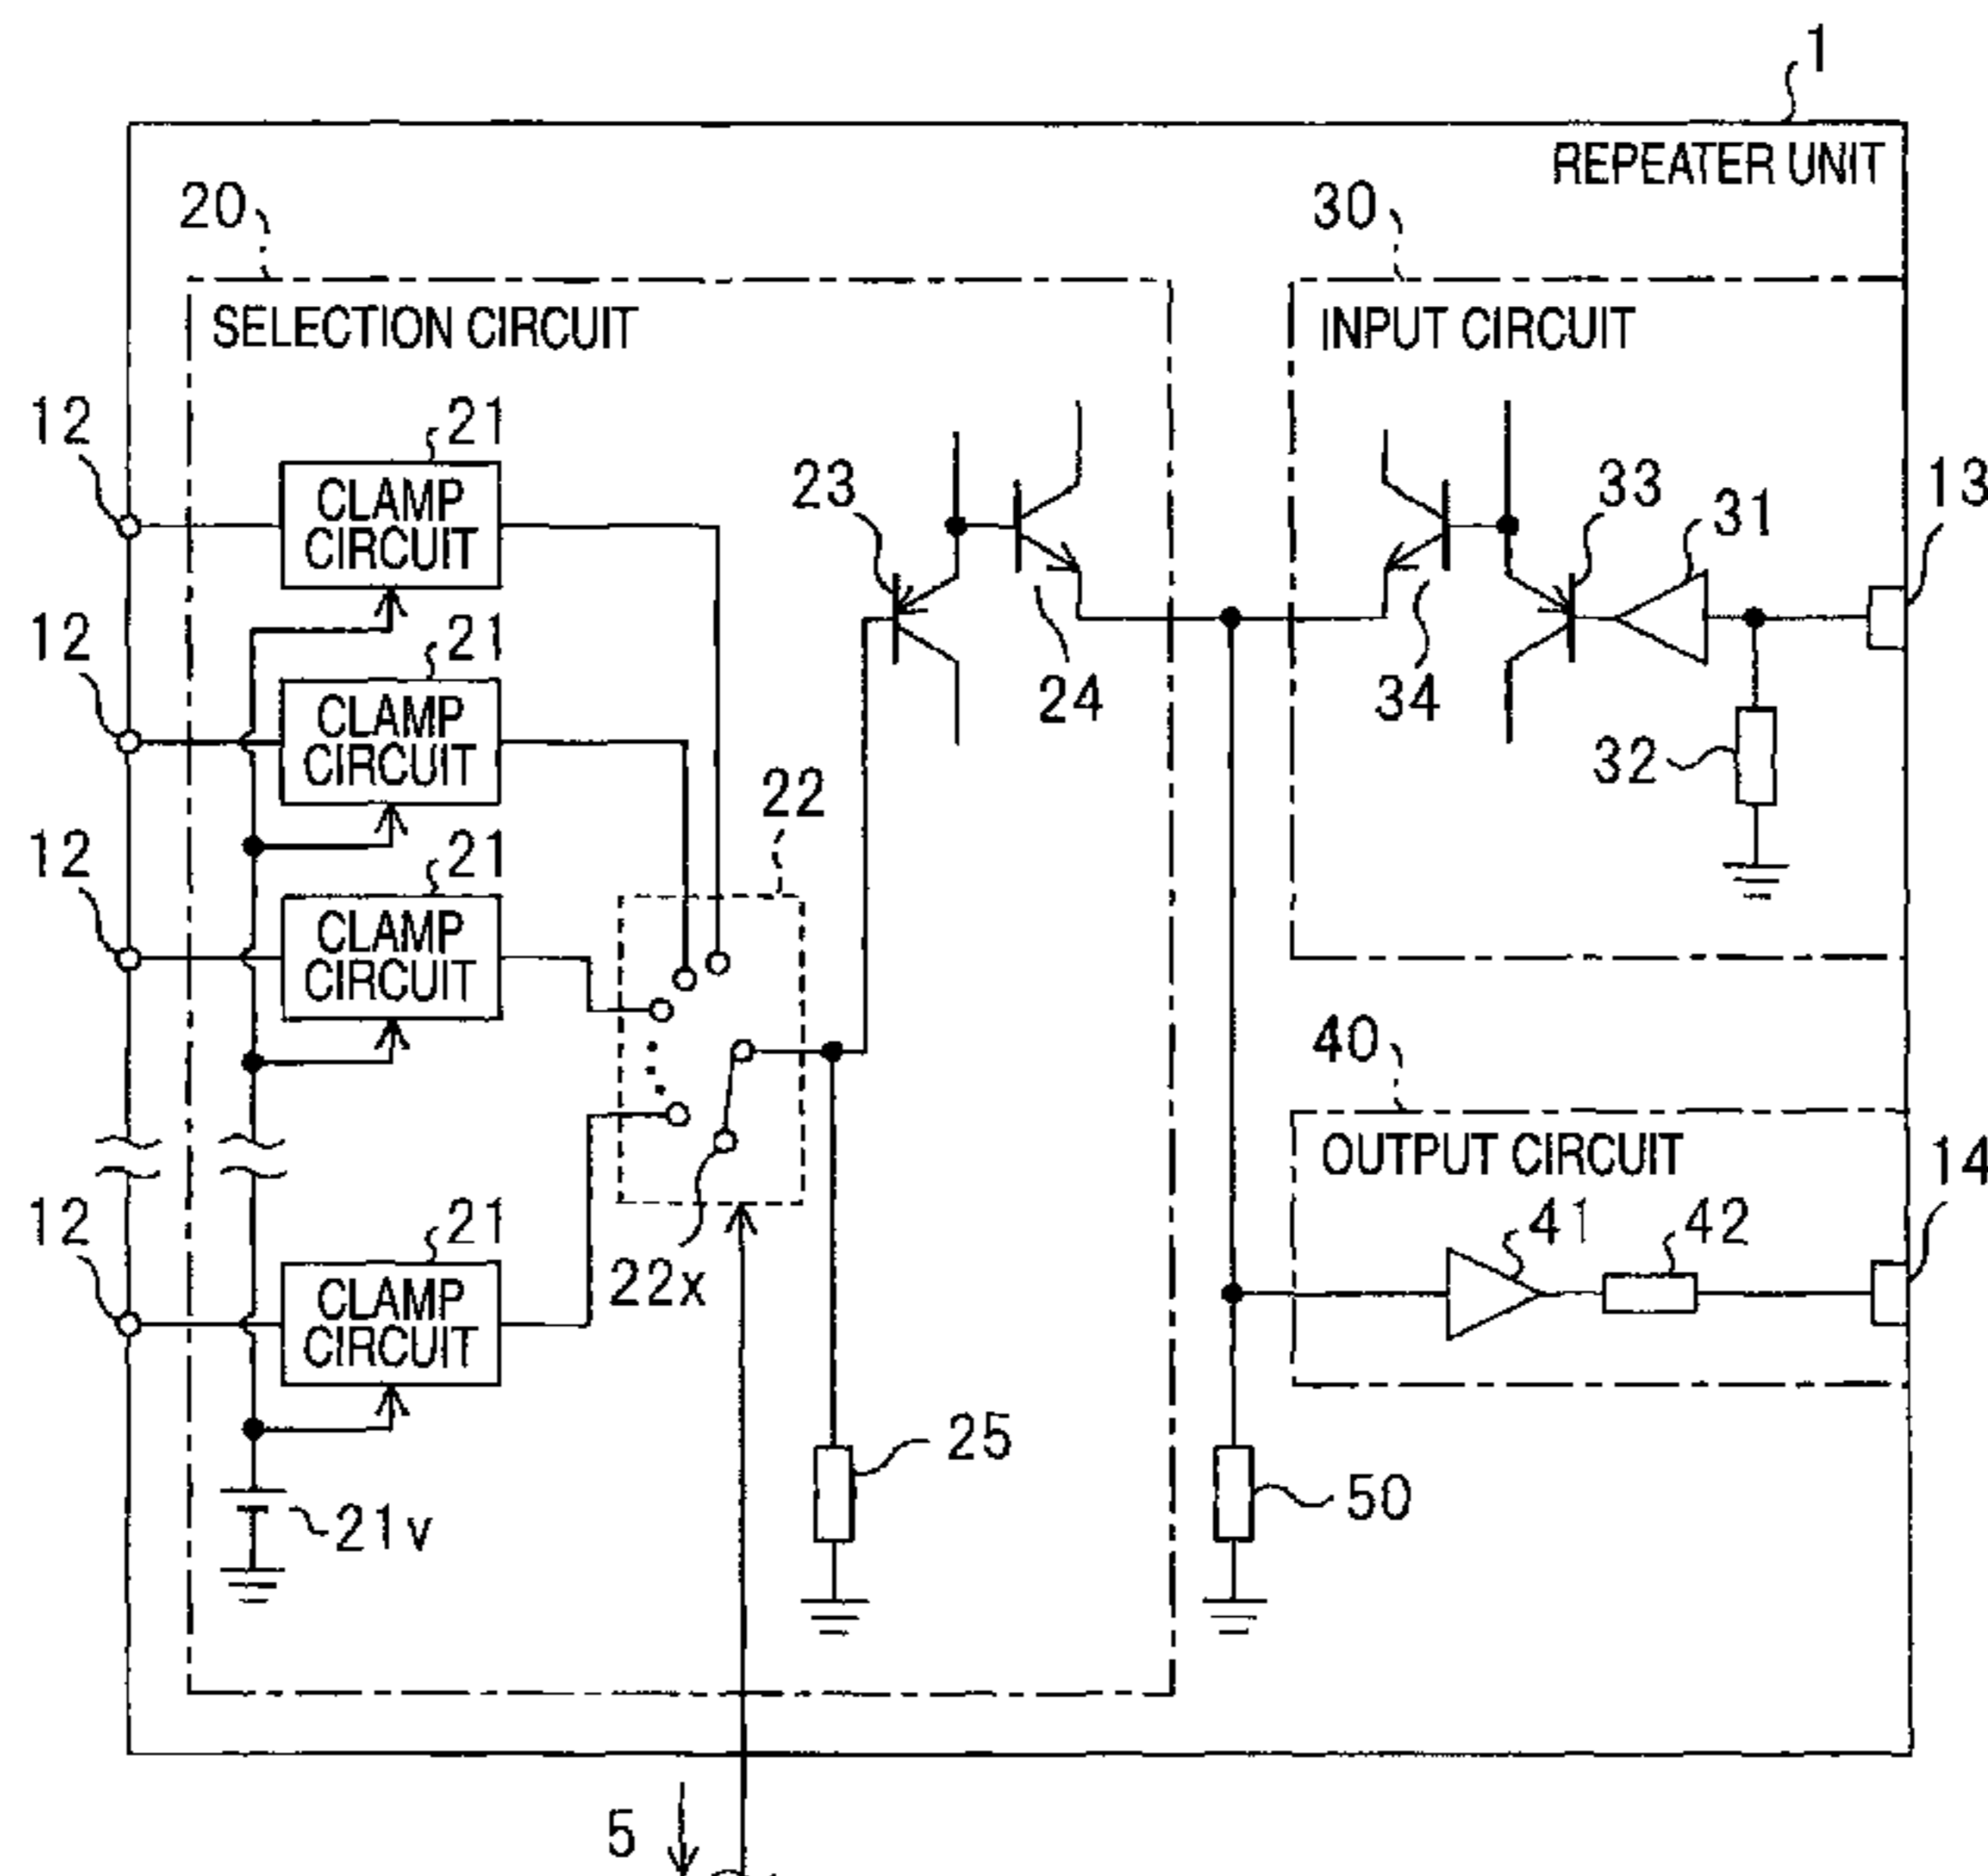 1
REPEATER UNIT
20
30
SELECTION CIRCUIT
INPUT CIRCUIT
12
21
CLAMP
CIRCUIT
23
33
31
13
12
21
CLAMP
CIRCUIT
24
34
32
22
12
21
CLAMP
CIRCUIT
40
OUTPUT CIRCUIT
14
12
21
CLAMP
CIRCUIT
22x
41
42
25
50
21v
5